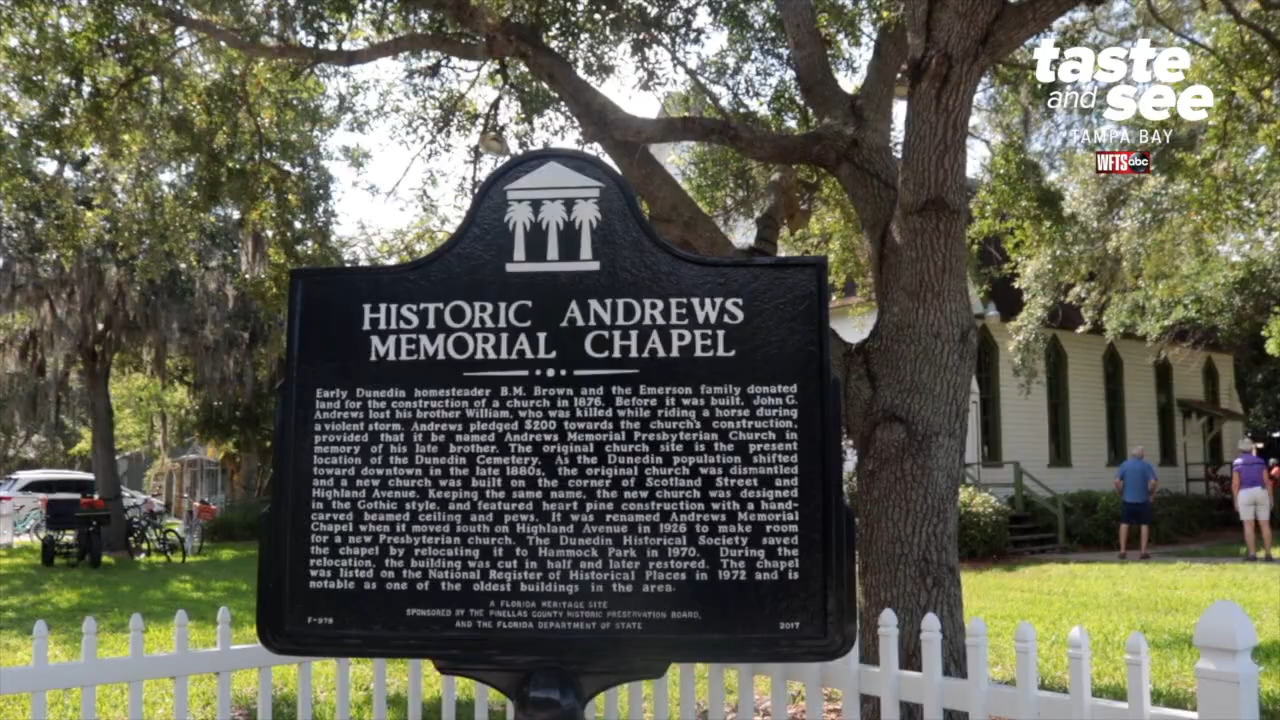 taste
and see
TAMPA BAY
WFTS abc
HISTORIC ANDREWS
MEMORIAL CHAPEL
Early Dunedin homesteader B.M. Brown and the Emerson family donated
land for the construction of a church in 1876. Before it was built, John G.
Andrews lost his brother William, who was killed while riding a horse during
a violent storm. Andrews pledged $200 towards the church's construction,
provided that it be named Andrews Memorial Presbyterian Church in
memory of his late brother. The original church site is the present
location of the Dunedin Cemetery. As the Dunedin population shifted
toward downtown in the late 1880s, the original church was dismantled
and a new church was built on the corner of Scotland Street and
Highland Avenue. Keeping the same name, the new church was designed
in the Gothic style, and featured heart pine construction with a hand-
carved beamed ceiling and pews. It was renamed Andrews Memorial
Chapel when it moved south on Highland Avenue in 1926 to make room
for a new Presbyterian church. The Dunedin Historical Society saved
the chapel by relocating it to Hammock Park in 1970. During the
relocation, the building was cut in half and later restored. The chapel
was listed on the National Register of Historical Places in 1972 and is
notable as one of the oldest buildings in the area.
A FLORIDA HERITAGE SITE
SPONSORED BY THE PINELLAS COUNTY HISTORIC PRESERVATION BOARD,
AND THE FLORIDA DEPARTMENT OF STATE
F-978
2017